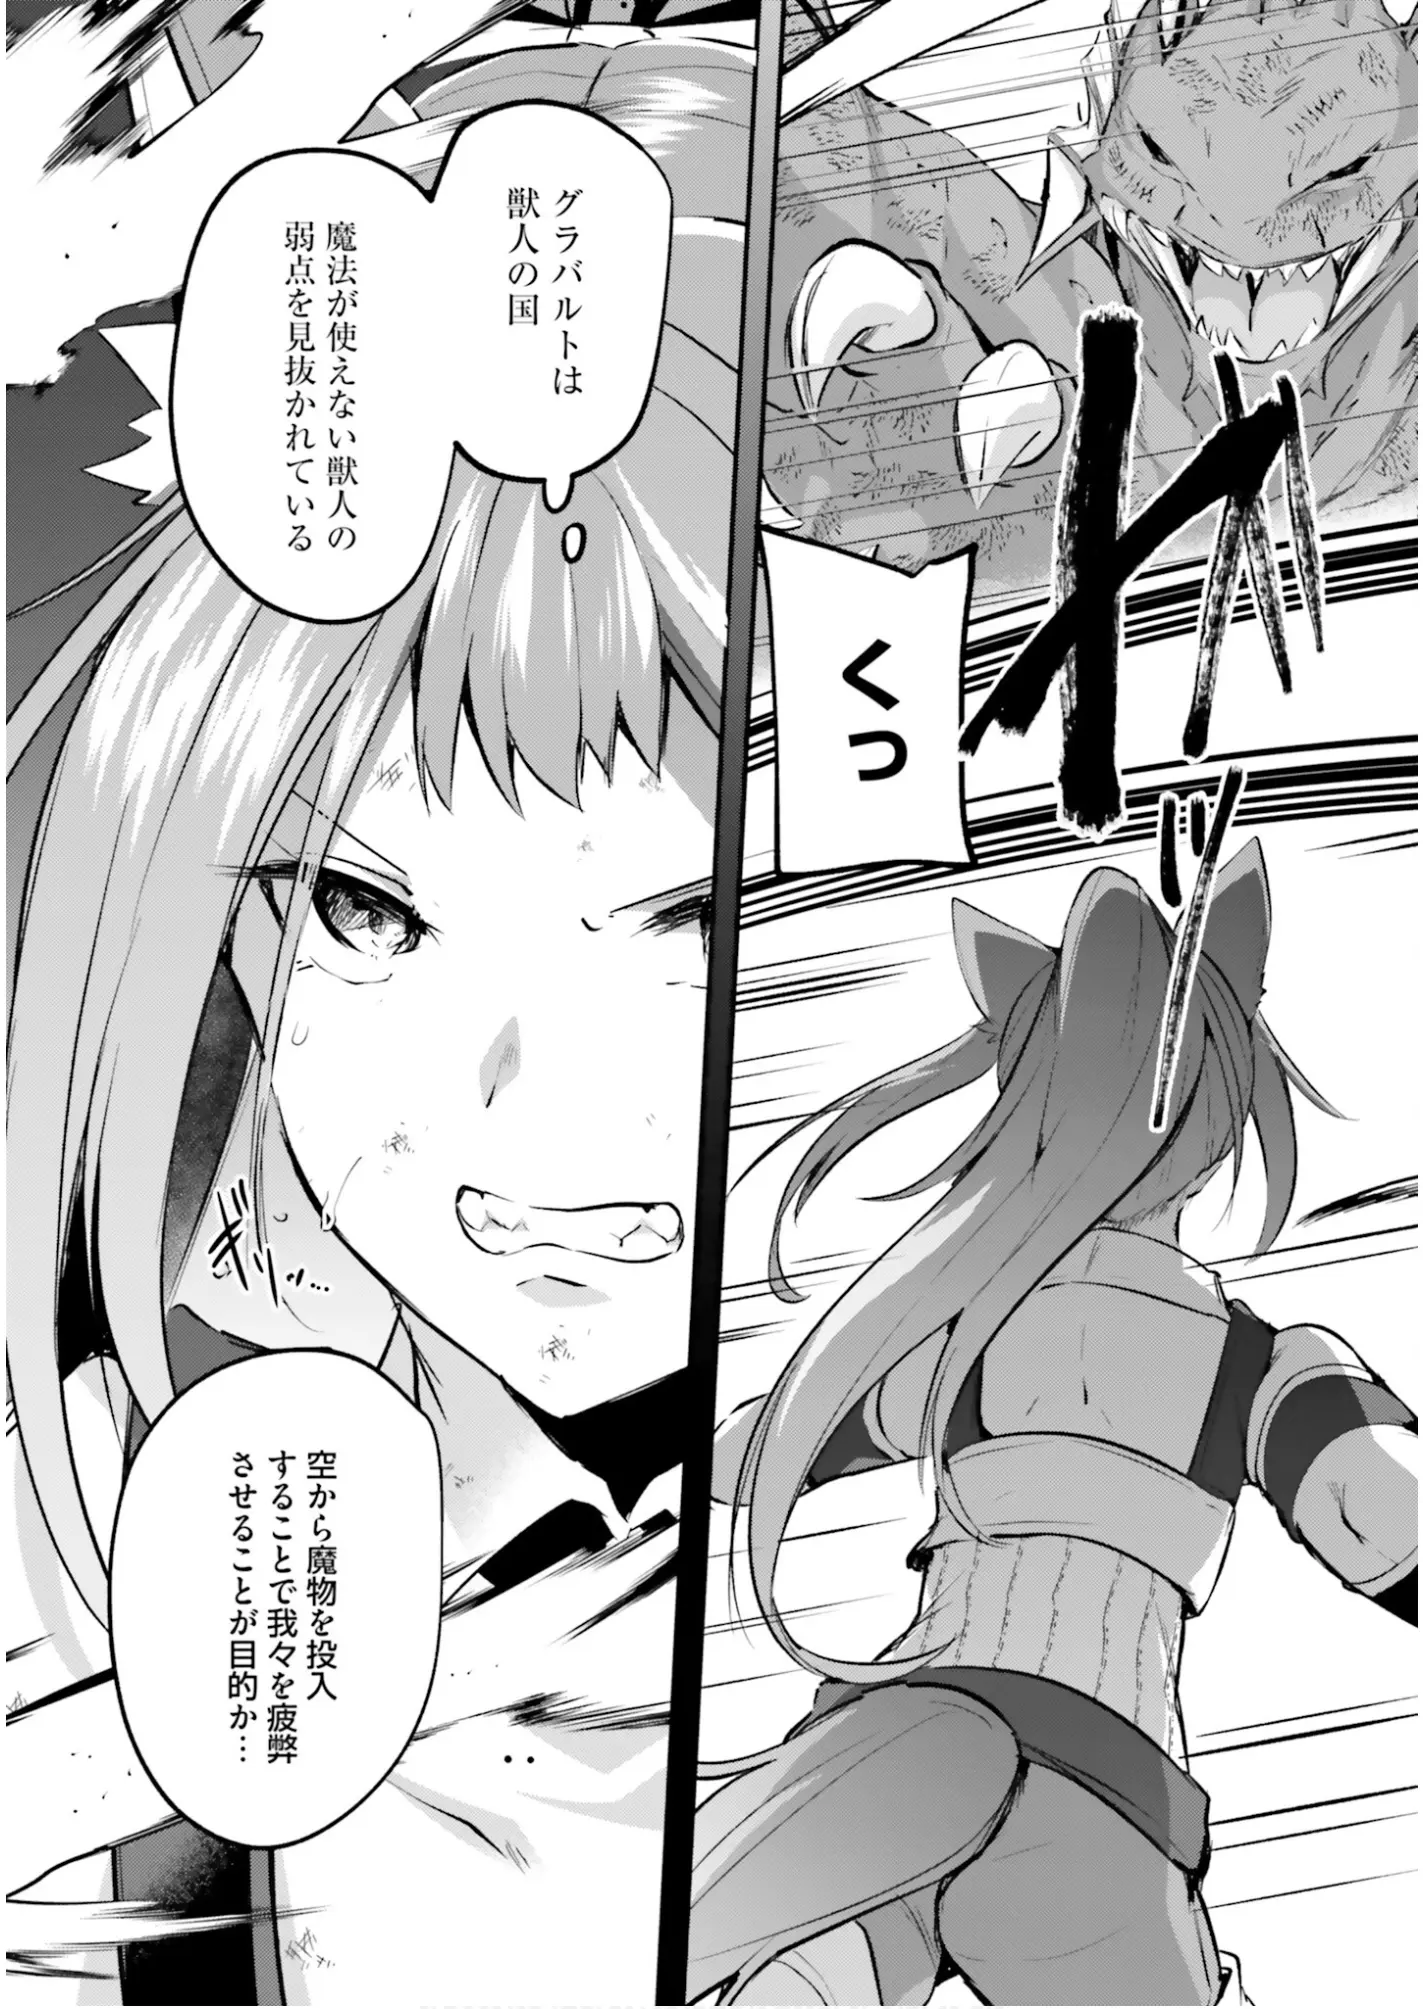 くっ
グラバルトは
獣人の国
魔法が使えない獣人の
弱点を見抜かれている
ギリ
ッ…
空から魔物を投入
することで我々を疲弊
させることが目的か…